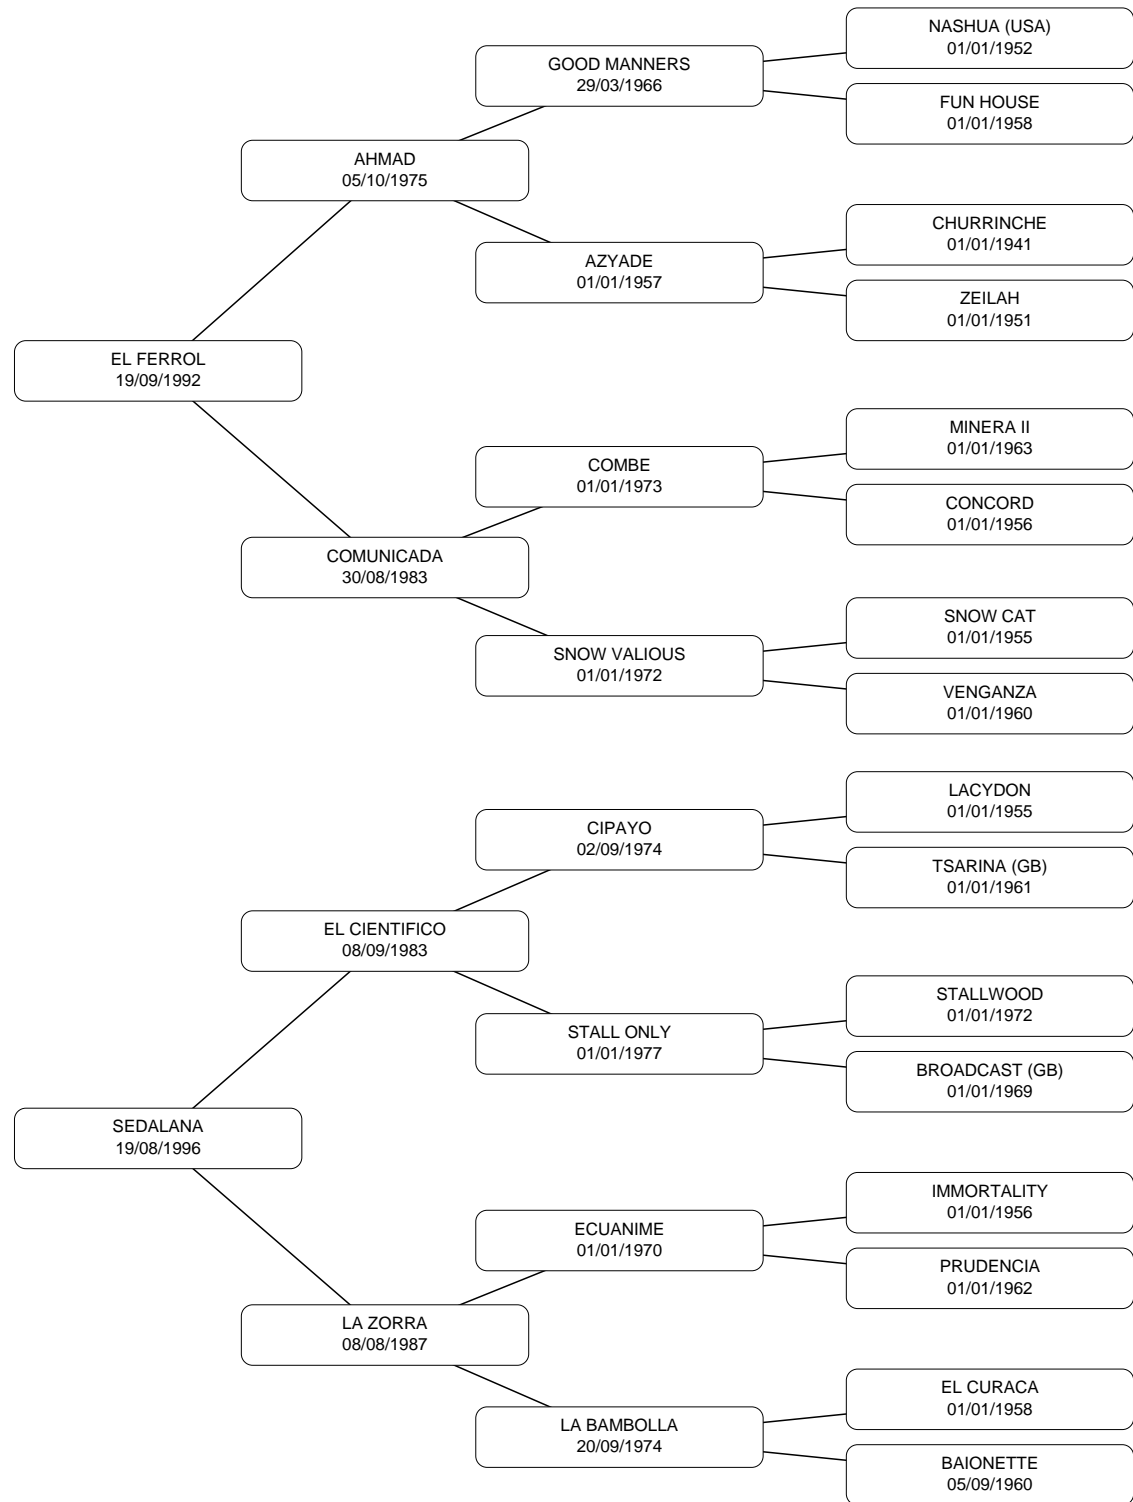 NASHUA (USA)
01/01/1952
GOOD MANNERS
29/03/1966
FUN HOUSE
01/01/1958
AHMAD
05/10/1975
CHURRINCHE
01/01/1941
AZYADE
01/01/1957
ZEILAH
01/01/1951
EL FERROL
19/09/1992
MINERA II
01/01/1963
COMBE
01/01/1973
CONCORD
01/01/1956
COMUNICADA
30/08/1983
SNOW CAT
01/01/1955
SNOW VALIOUS
01/01/1972
VENGANZA
01/01/1960
LACYDON
01/01/1955
CIPAYO
02/09/1974
TSARINA (GB)
01/01/1961
EL CIENTIFICO
08/09/1983
STALLWOOD
01/01/1972
STALL ONLY
01/01/1977
BROADCAST (GB)
01/01/1969
SEDALANA
19/08/1996
IMMORTALITY
01/01/1956
ECUANIME
01/01/1970
PRUDENCIA
01/01/1962
LA ZORRA
08/08/1987
EL CURACA
01/01/1958
LA BAMBOLLA
20/09/1974
BAIONETTE
05/09/1960